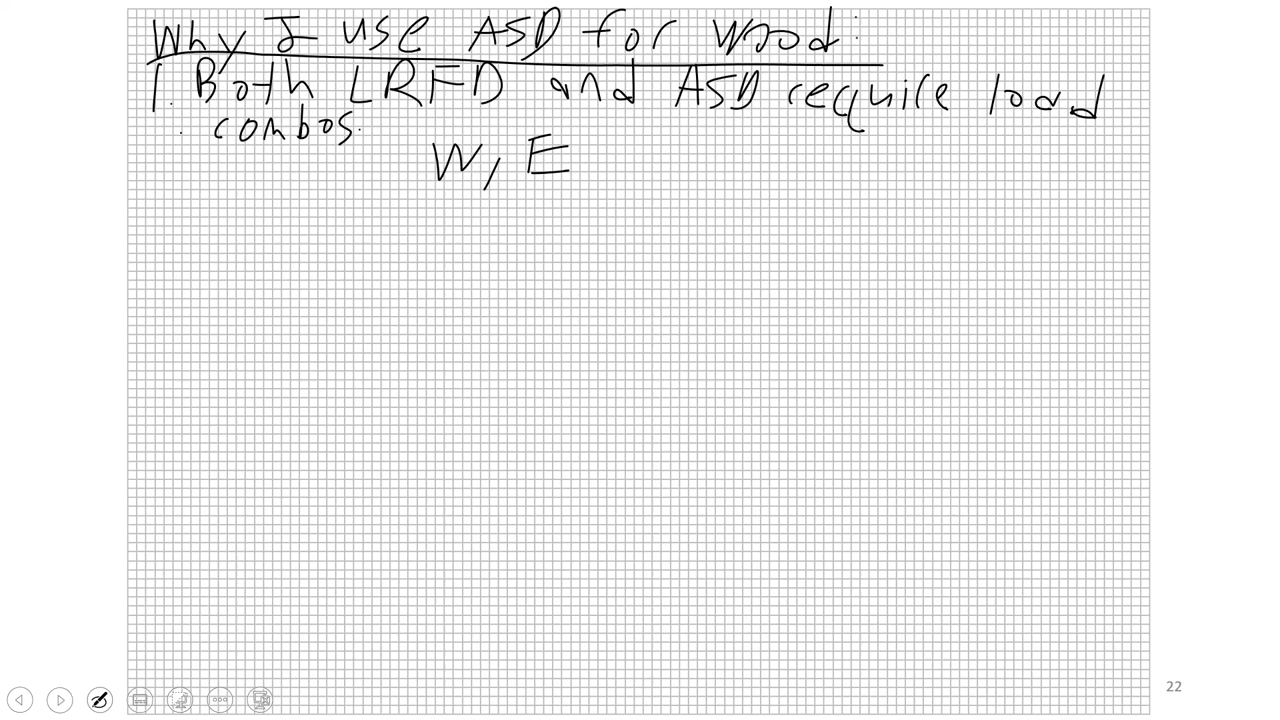 Why I use ASD for wood:
1. Both LRFD and ASD require load
combos.
W, E
22